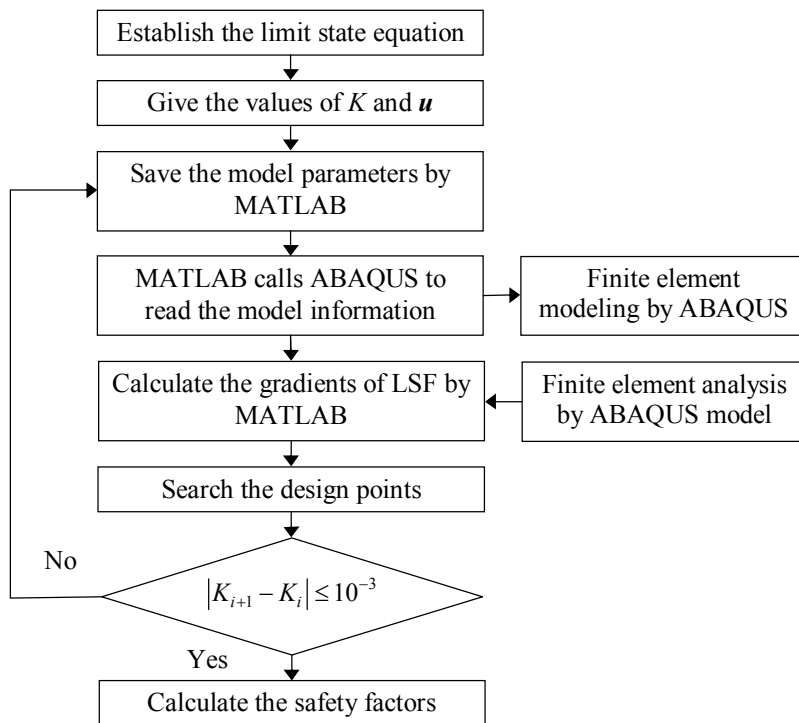 Establish the limit state equation
Give the values of K and u
Save the model parameters by
MATLAB
MATLAB calls ABAQUS to
read the model information
Finite element
modeling by ABAQUS
Calculate the gradients of LSF by
MATLAB
Finite element analysis
by ABAQUS model
Search the design points
No
|K_{i+1} − K_i| ≤ 10^{−3}
Yes
Calculate the safety factors